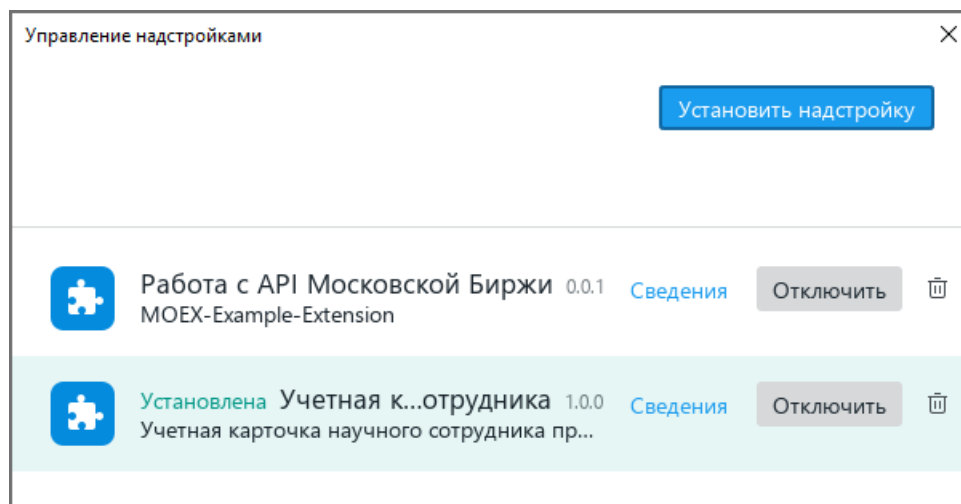 Управление надстройками
Установить надстройку
Работа с API Московской Биржи 0.0.1 Сведения Отключить
MOEX-Example-Extension
Установлена Учетная к...отрудника 1.0.0 Сведения Отключить
Учетная карточка научного сотрудника пр...